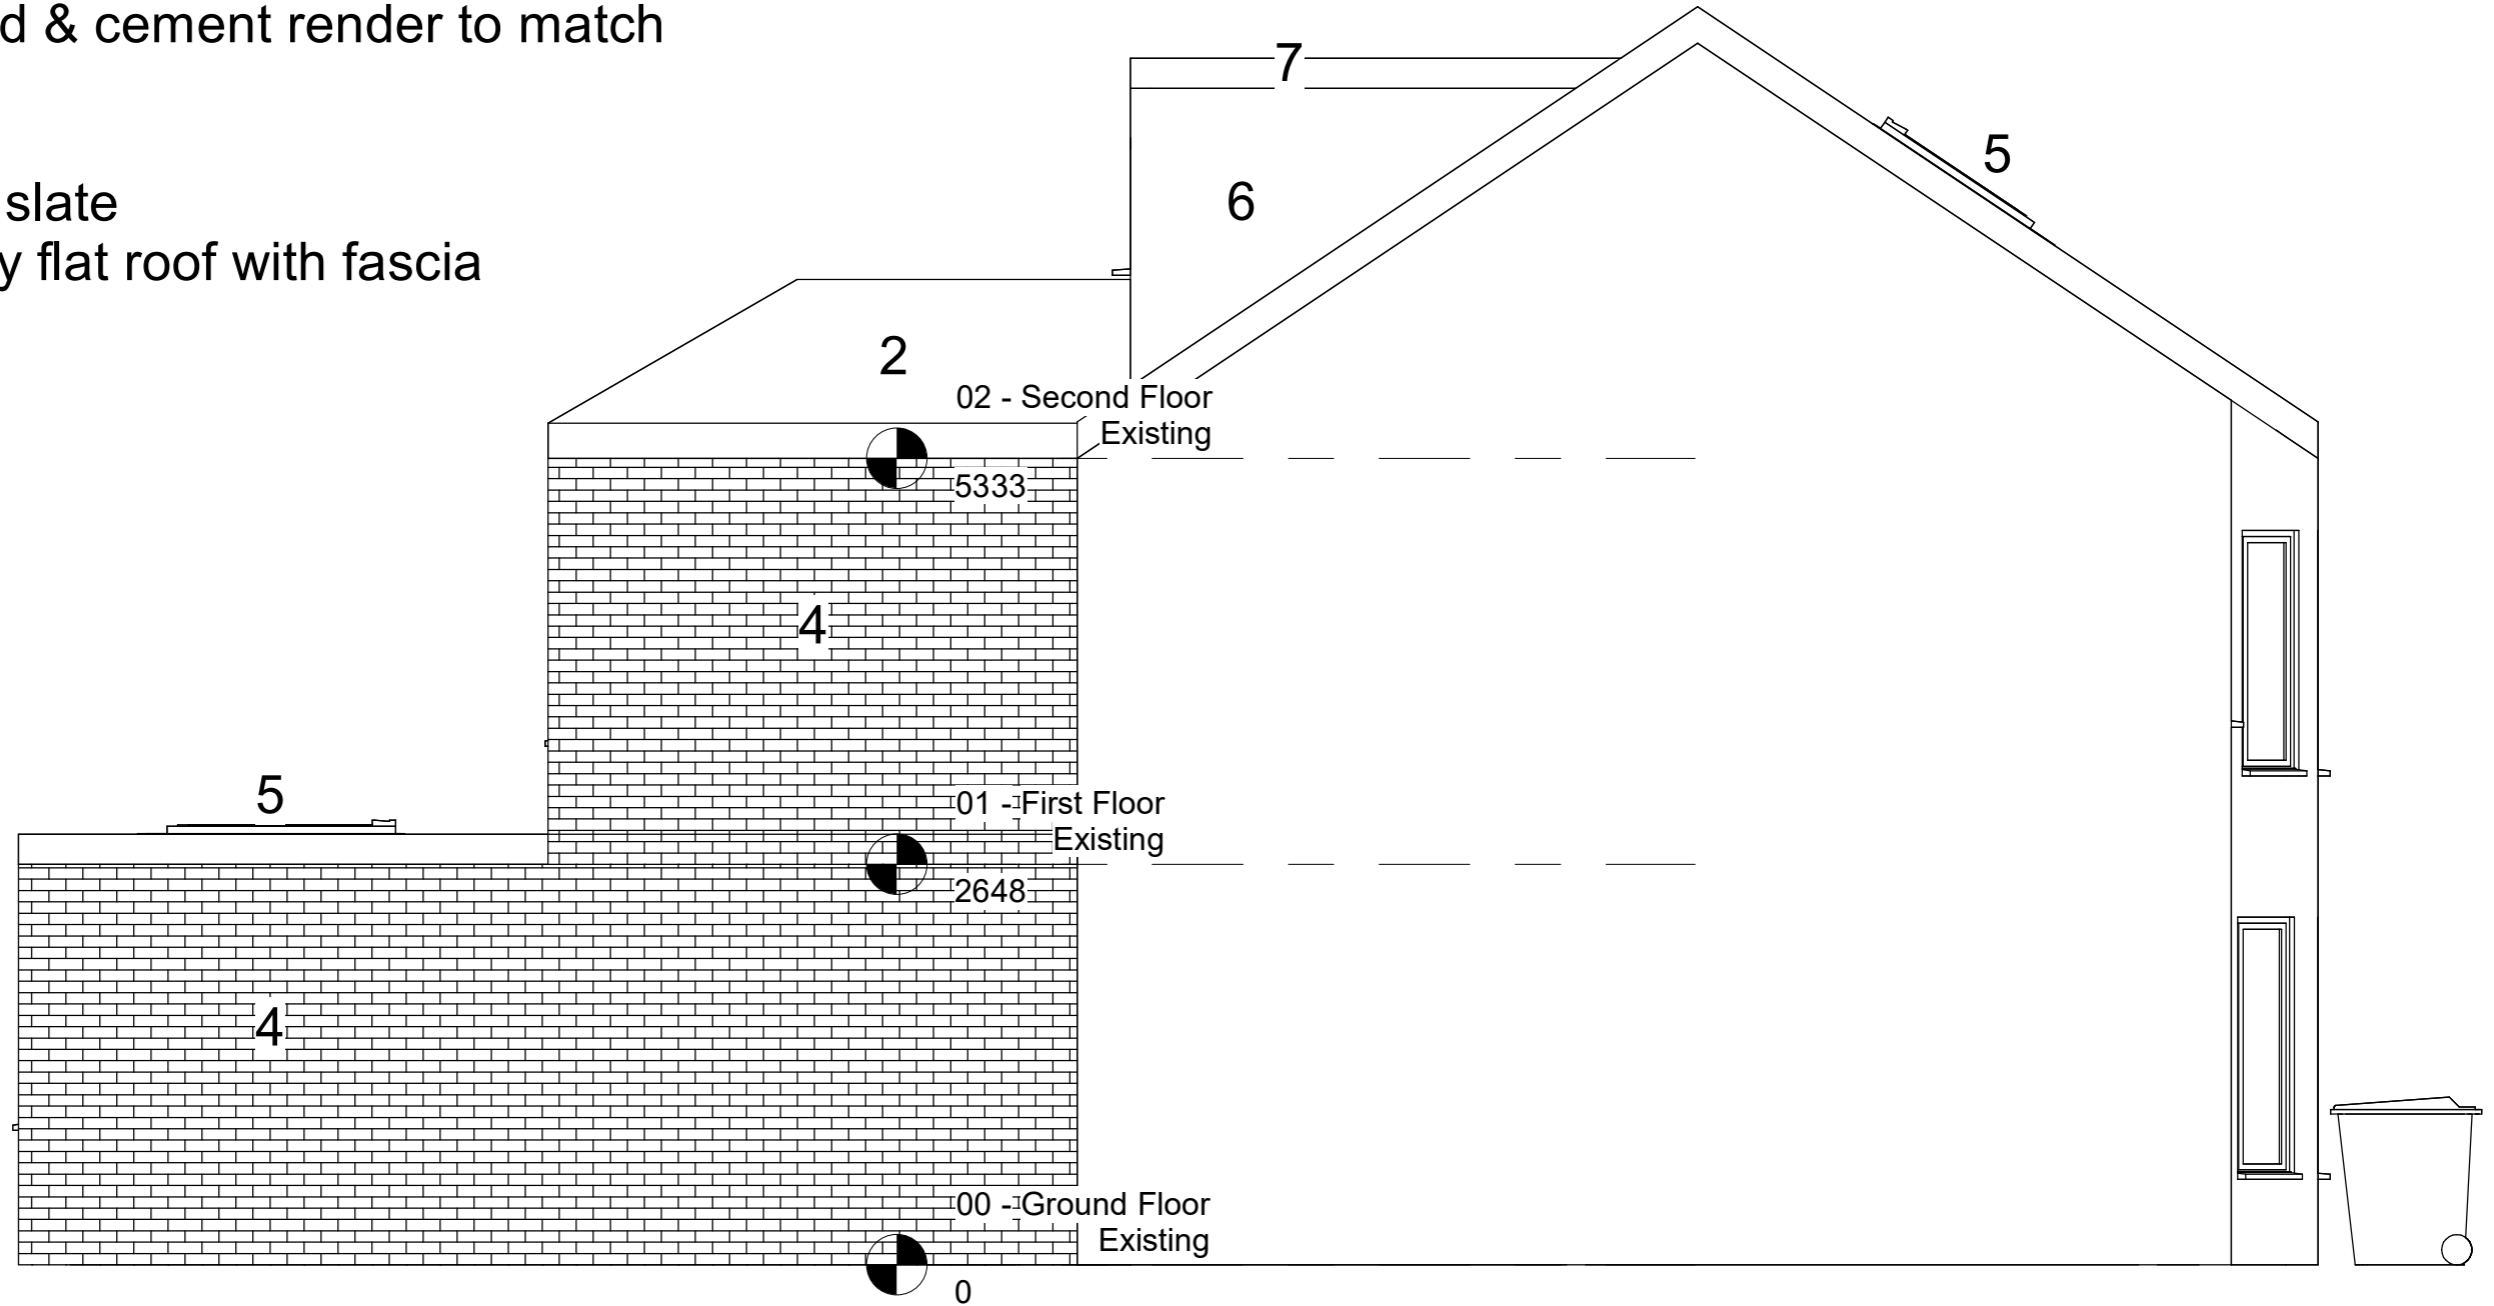 d & cement render to match
slate
y flat roof with fascia
7
5
6
2
02 - Second Floor
Existing
5333
4
5
01 - First Floor
Existing
2648
4
00 - Ground Floor
Existing
0